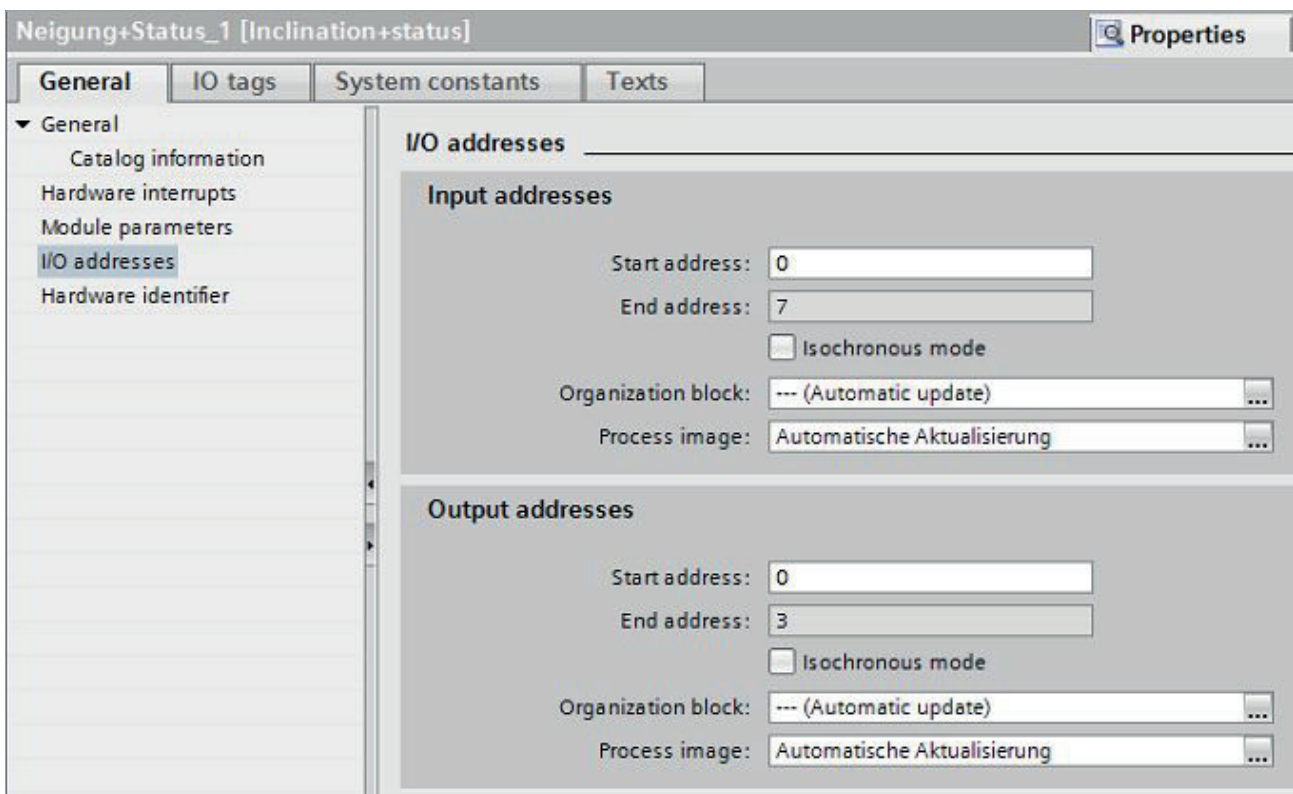 Neigung+Status_1 [Inclination+status]
Properties
General
IO tags
System constants
Texts
General
Catalog information
Hardware interrupts
Module parameters
I/O addresses
Hardware identifier
I/O addresses
Input addresses
Start address: 0
End address: 7
Isochronous mode
Organization block: --- (Automatic update) ...
Process image: Automatische Aktualisierung ...
Output addresses
Start address: 0
End address: 3
Isochronous mode
Organization block: --- (Automatic update) ...
Process image: Automatische Aktualisierung ...